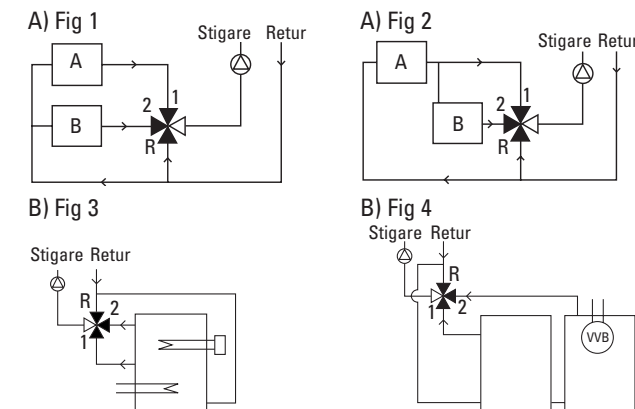 A) Fig 1
Stigare Retur
A
B
2
1
R
A) Fig 2
Stigare Retur
A
B
2
1
R
B) Fig 3
Stigare Retur
R
2
1
B) Fig 4
Stigare Retur
R
1
2
VVB